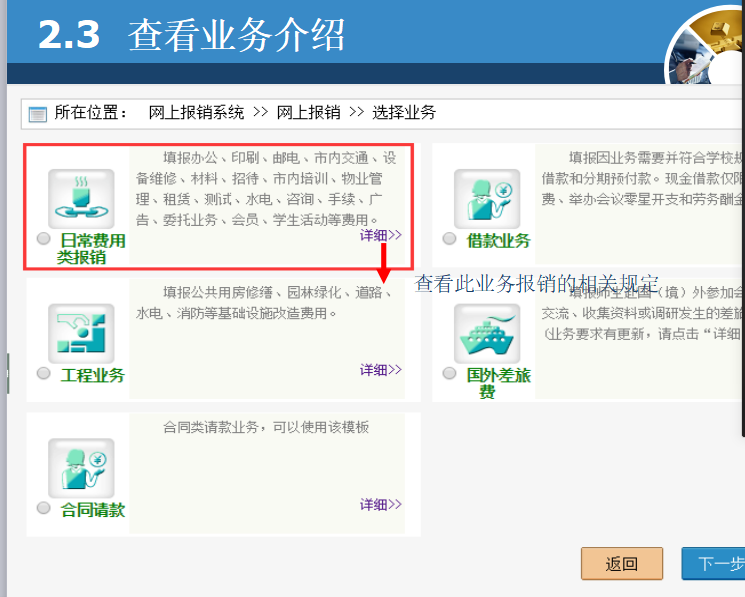 2.3 查看业务介绍
所在位置： 网上报销系统 >> 网上报销 >> 选择业务
填报办公、印刷、邮电、市内交通、设
备维修、材料、招待、市内培训、物业管
理、租赁、测试、水电、咨询、手续、广
告、委托业务、会员、学生活动等费用。
详细>>
日常费用
类报销
填报因业务需要并符合学校规
借款和分期预付款。现金借款仅限
费、举办会议零星开支和劳务酬金
借款业务
查看此业务报销的相关规定
填报公共用房修缮、园林绿化、道路、
水电、消防等基础设施改造费用。
详细>>
工程业务
填报师生赴国（境）外参加会
交流、收集资料或调研发生的差旅
(业务要求有更新，请点击“详细
国外差旅
费
合同类请款业务，可以使用该模板
详细>>
合同请款
返回
下一步